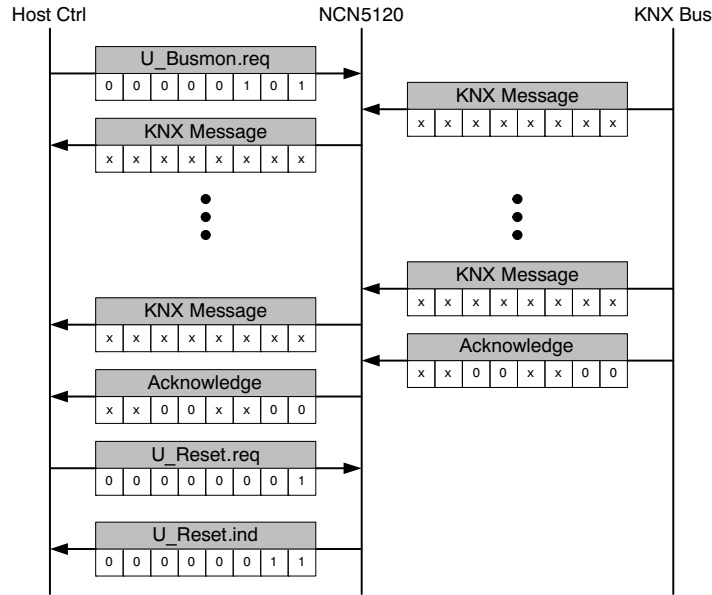 Host Ctrl NCN5120 KNX Bus
U_Busmon.req
0 0 0 0 0 1 0 1
KNX Message
x x x x x x x x
KNX Message
x x x x x x x x
KNX Message
x x x x x x x x
KNX Message
x x x x x x x x
Acknowledge
x x 0 0 x x 0 0
Acknowledge
x x 0 0 x x 0 0
U_Reset.req
0 0 0 0 0 0 0 1
U_Reset.ind
0 0 0 0 0 0 1 1